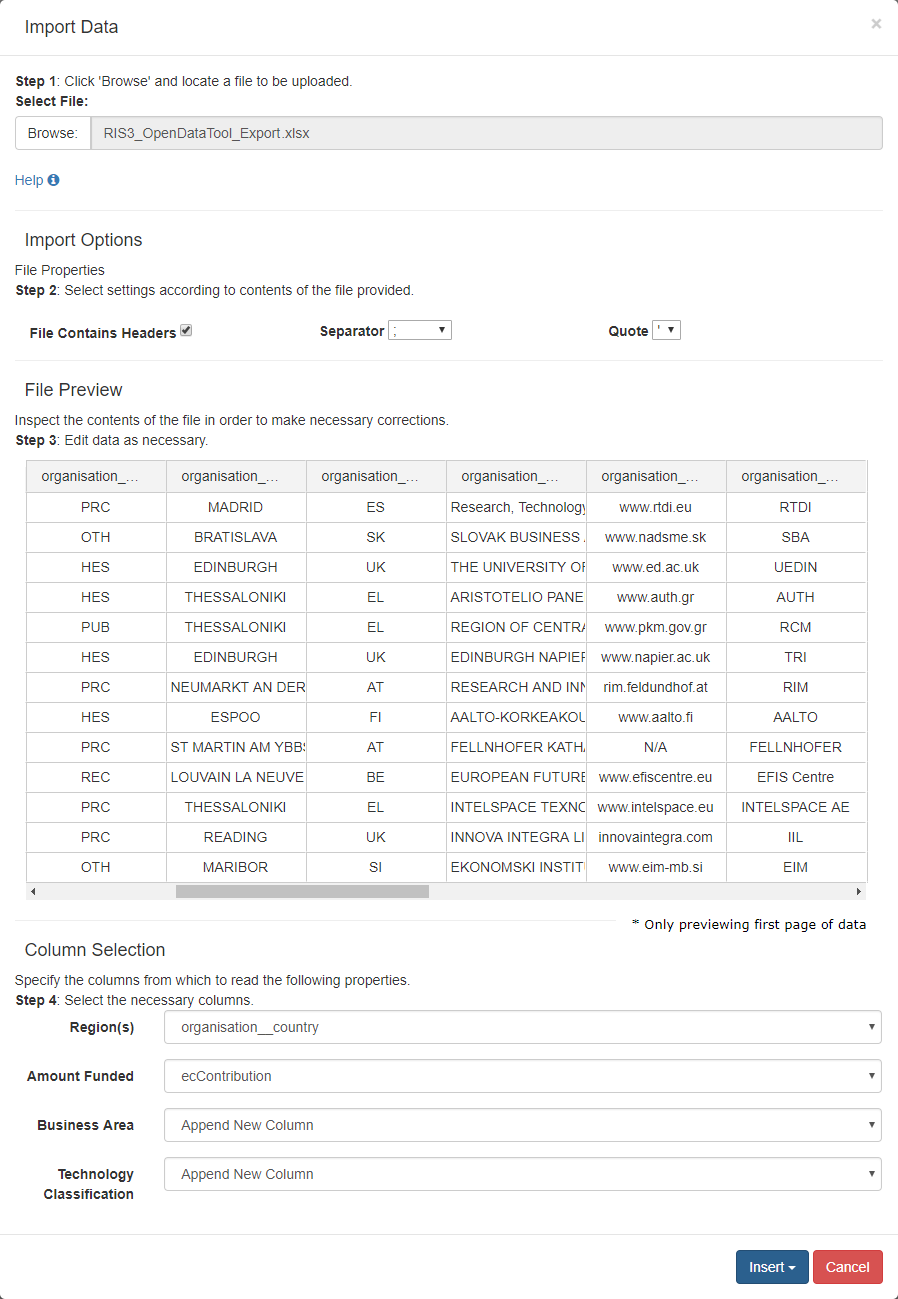 Import Data
×
Step 1: Click 'Browse' and locate a file to be uploaded.
Select File:
Browse: RIS3_OpenDataTool_Export.xlsx
Help
Import Options
File Properties
Step 2: Select settings according to contents of the file provided.
File Contains Headers Separator ; Quote '
File Preview
Inspect the contents of the file in order to make necessary corrections.
Step 3: Edit data as necessary.
organisation_... organisation_... organisation_... organisation_... organisation_... organisation_...
PRC MADRID ES Research, Technology www.rtdi.eu RTDI
OTH BRATISLAVA SK SLOVAK BUSINESS www.nadsme.sk SBA
HES EDINBURGH UK THE UNIVERSITY OF www.ed.ac.uk UEDIN
HES THESSALONIKI EL ARISTOTELIO PANE www.auth.gr AUTH
PUB THESSALONIKI EL REGION OF CENTRA www.pkm.gov.gr RCM
HES EDINBURGH UK EDINBURGH NAPIER www.napier.ac.uk TRI
PRC NEUMARKT AN DER AT RESEARCH AND INN rim.feldundhof.at RIM
HES ESPOO FI AALTO-KORKEAKOU www.aalto.fi AALTO
PRC ST MARTIN AM YBBS AT FELLNHOFER KATHA N/A FELLNHOFER
REC LOUVAIN LA NEUVE BE EUROPEAN FUTURE www.efiscentre.eu EFIS Centre
PRC THESSALONIKI EL INTELSPACE TEXNO www.intelspace.eu INTELSPACE AE
PRC READING UK INNOVA INTEGRA LI innovaintegra.com IIL
OTH MARIBOR SI EKONOMSKI INSTITU www.eim-mb.si EIM
* Only previewing first page of data
Column Selection
Specify the columns from which to read the following properties.
Step 4: Select the necessary columns.
Region(s) organisation__country
Amount Funded ecContribution
Business Area Append New Column
Technology Append New Column
Classification
Insert Cancel